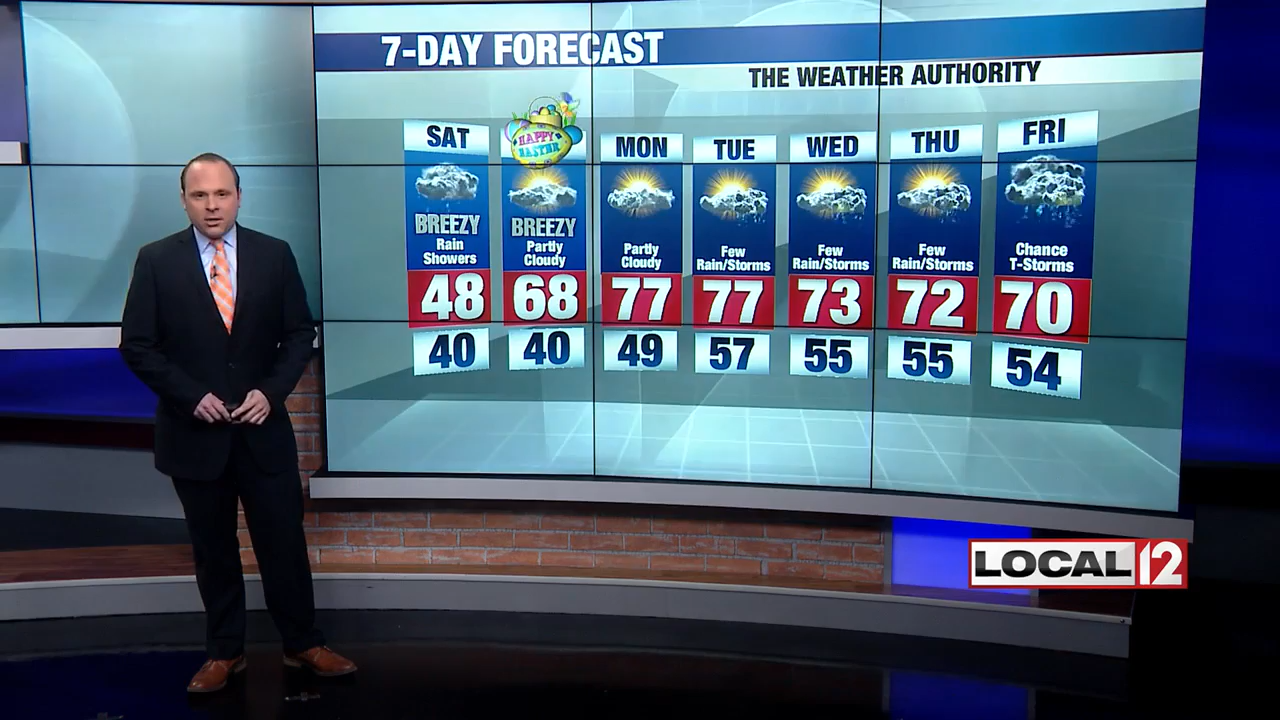 7-DAY FORECAST
THE WEATHER AUTHORITY
SAT
BREEZY
Rain
Showers
48
40
HAPPY
EASTER
BREEZY
Partly
Cloudy
68
40
MON
Partly
Cloudy
77
49
TUE
Few
Rain/Storms
77
57
WED
Few
Rain/Storms
73
55
THU
Few
Rain/Storms
72
55
FRI
Chance
T-Storms
70
54
LOCAL 12